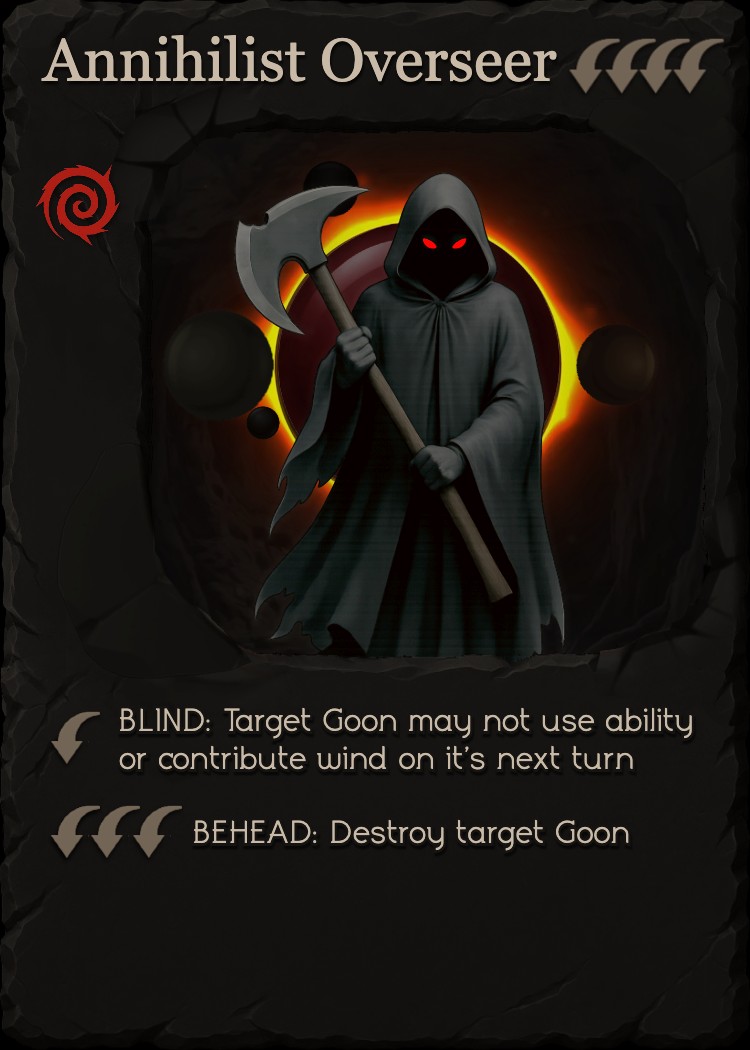 Annihilist Overseer
BLIND: Target Goon may not use ability
or contribute wind on it's next turn
BEHEAD: Destroy target Goon